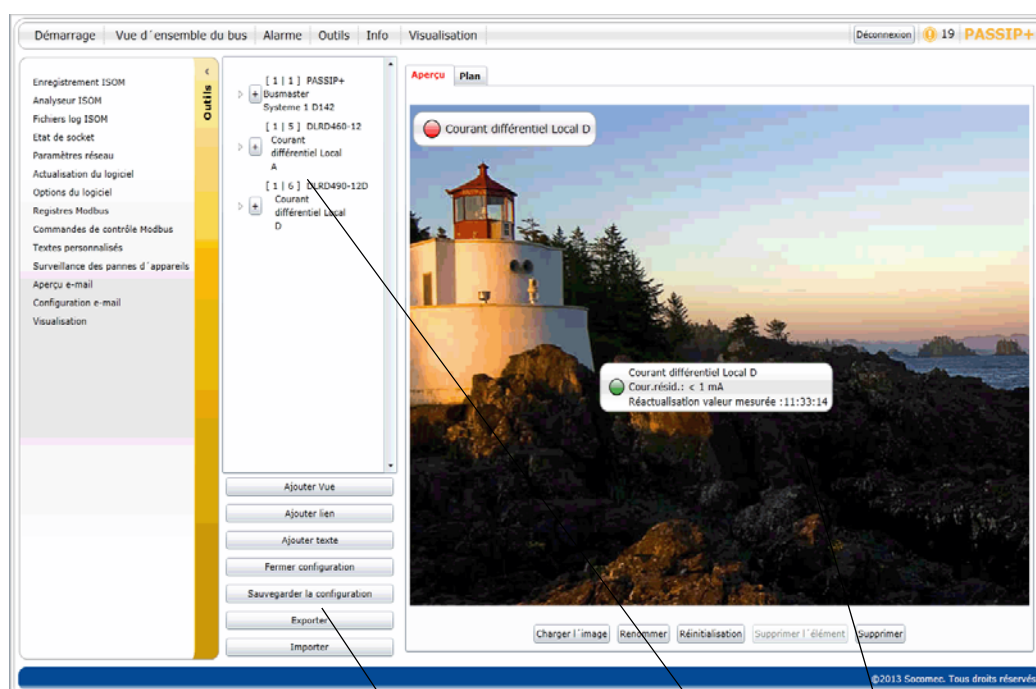 Démarrage
Vue d´ensemble du bus
Alarme
Outils
Info
Visualisation
Déconnexion
19
PASSIP+
Enregistrement ISOM
Analyseur ISOM
Fichiers log ISOM
Etat de socket
Paramètres réseau
Actualisation du logiciel
Options du logiciel
Registres Modbus
Commandes de contrôle Modbus
Textes personnalisés
Surveillance des pannes d´appareils
Aperçu e-mail
Configuration e-mail
Visualisation
Outils
[ 1 | 1 ] PASSIP+
Busmaster
Systeme 1 D142
[ 1 | 5 ] DLRD460-12
Courant
différentiel Local
A
[ 1 | 6 ] DLRD490-12D
Courant
différentiel Local
D
Ajouter Vue
Ajouter lien
Ajouter texte
Fermer configuration
Sauvegarder la configuration
Exporter
Importer
Aperçu
Plan
Courant différentiel Local D
Courant différentiel Local D
Cour.résid.: < 1 mA
Réactualisation valeur mesurée :11:33:14
Charger l´image
Renommer
Réinitialisation
Supprimer l´élément
Supprimer
©2013 Socomec. Tous droits réservés